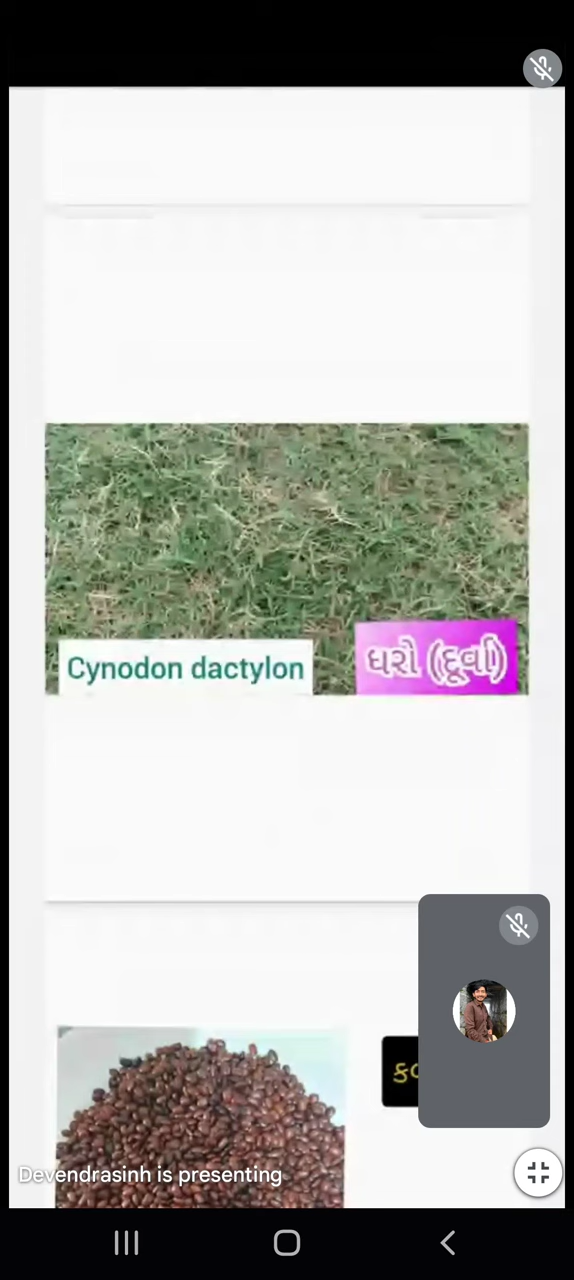 Cynodon dactylon
ધરો (દૂર્વા)
Devendrasinh is presenting